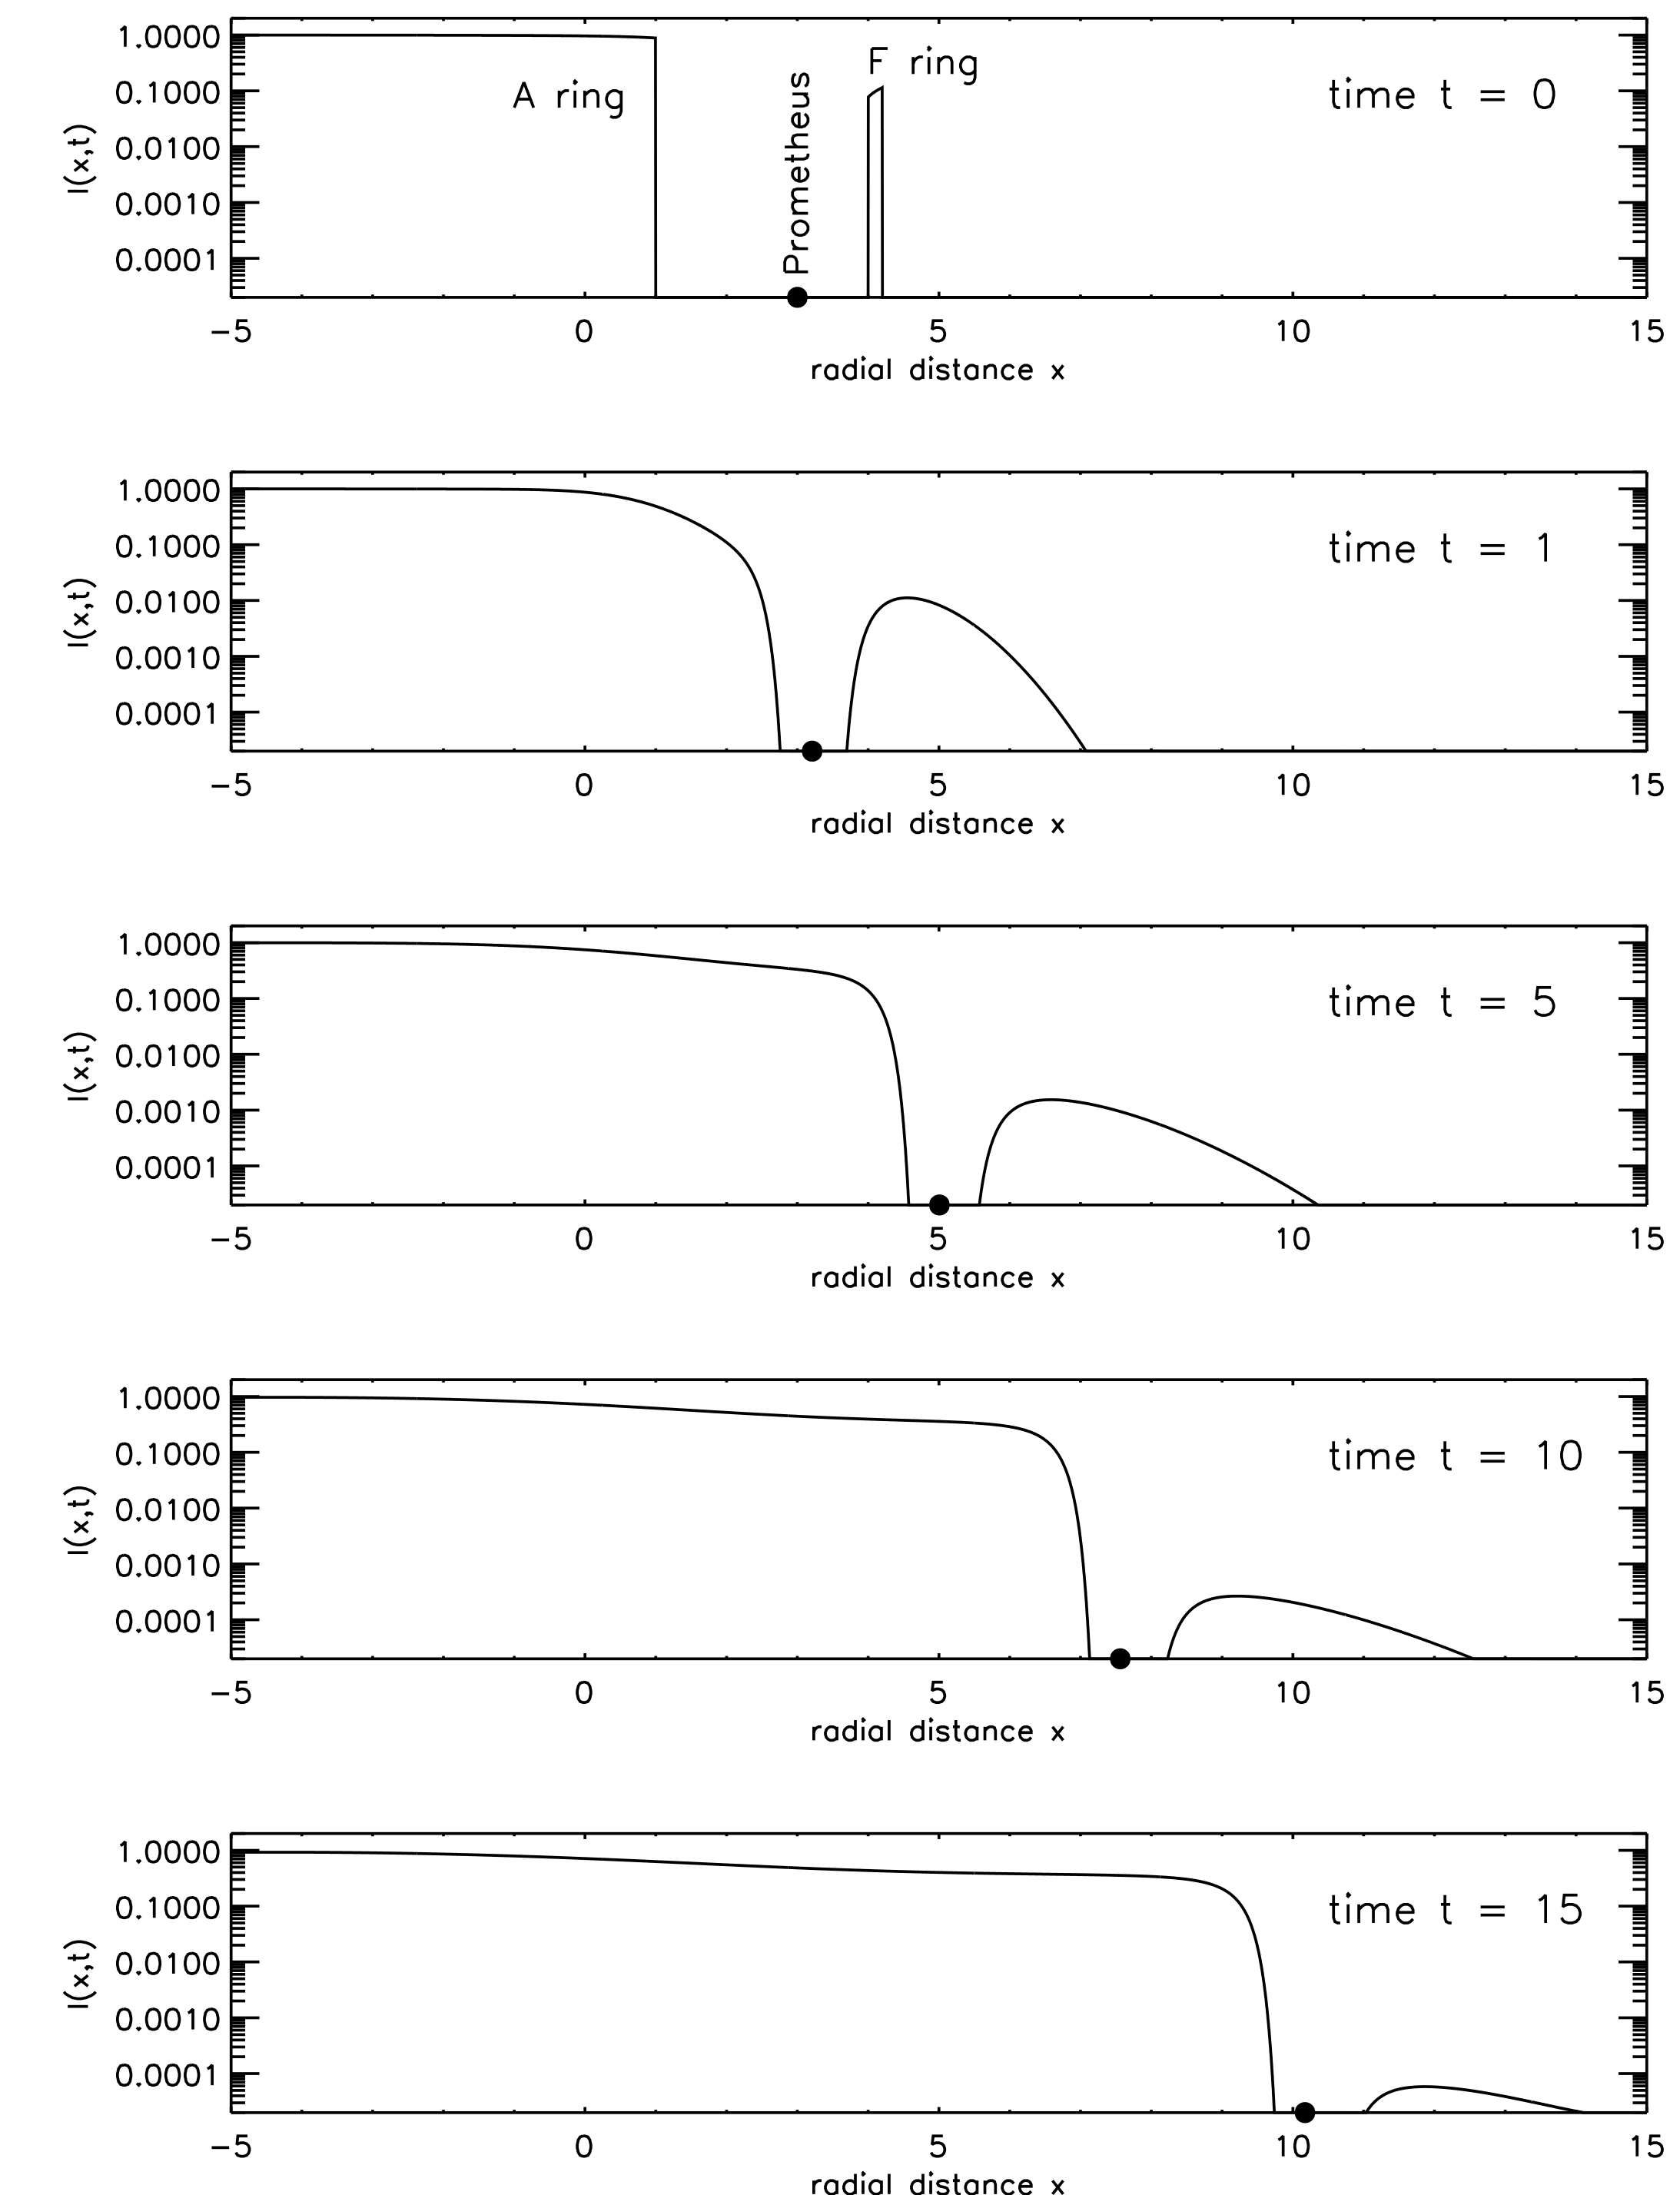 1.0000
0.1000
0.0100
0.0010
0.0001
I(x,t)
A ring
Prometheus
F ring
time t = 0
-5 0 5 10 15
radial distance x
1.0000
0.1000
0.0100
0.0010
0.0001
I(x,t)
time t = 1
-5 0 5 10 15
radial distance x
1.0000
0.1000
0.0100
0.0010
0.0001
I(x,t)
time t = 5
-5 0 5 10 15
radial distance x
1.0000
0.1000
0.0100
0.0010
0.0001
I(x,t)
time t = 10
-5 0 5 10 15
radial distance x
1.0000
0.1000
0.0100
0.0010
0.0001
I(x,t)
time t = 15
-5 0 5 10 15
radial distance x